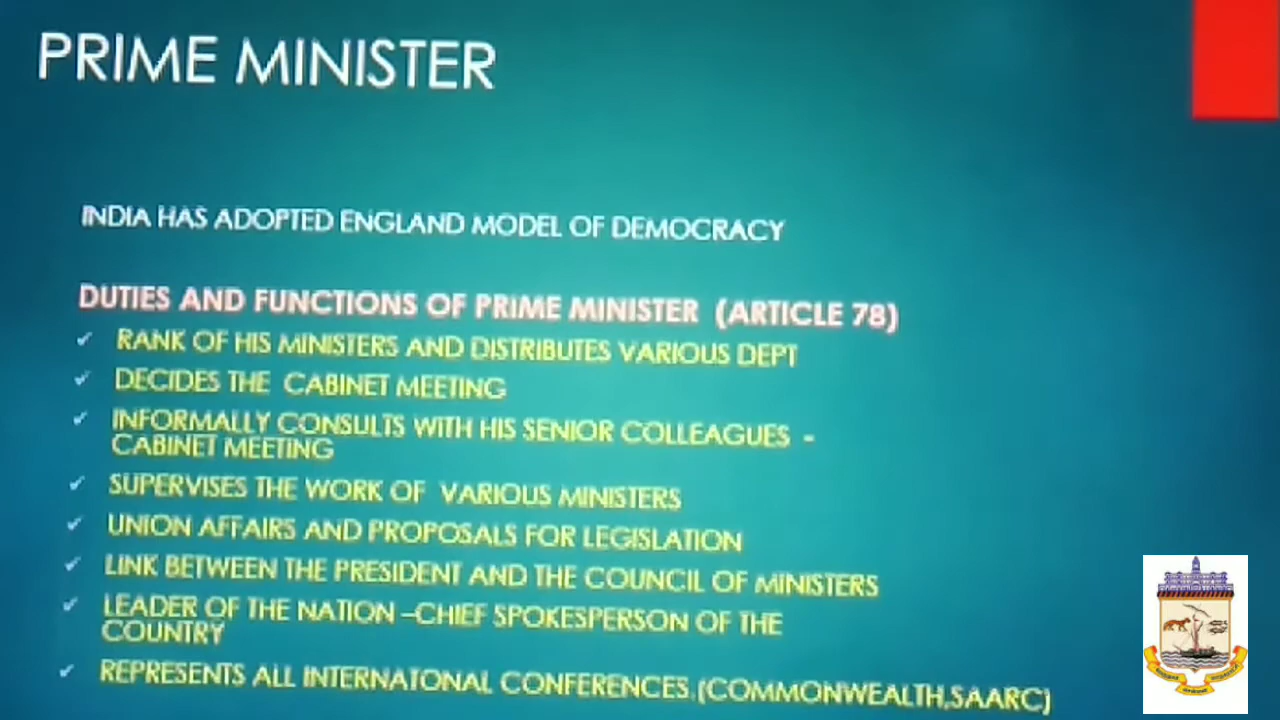 PRIME MINISTER
INDIA HAS ADOPTED ENGLAND MODEL OF DEMOCRACY
DUTIES AND FUNCTIONS OF PRIME MINISTER (ARTICLE 78)
✓ RANK OF HIS MINISTERS AND DISTRIBUTES VARIOUS DEPT
✓ DECIDES THE CABINET MEETING
✓ INFORMALLY CONSULTS WITH HIS SENIOR COLLEAGUES -
CABINET MEETING
✓ SUPERVISES THE WORK OF VARIOUS MINISTERS
✓ UNION AFFAIRS AND PROPOSALS FOR LEGISLATION
✓ LINK BETWEEN THE PRESIDENT AND THE COUNCIL OF MINISTERS
✓ LEADER OF THE NATION –CHIEF SPOKESPERSON OF THE
COUNTRY
✓ REPRESENTS ALL INTERNATONAL CONFERENCES.(COMMONWEALTH,SAARC)